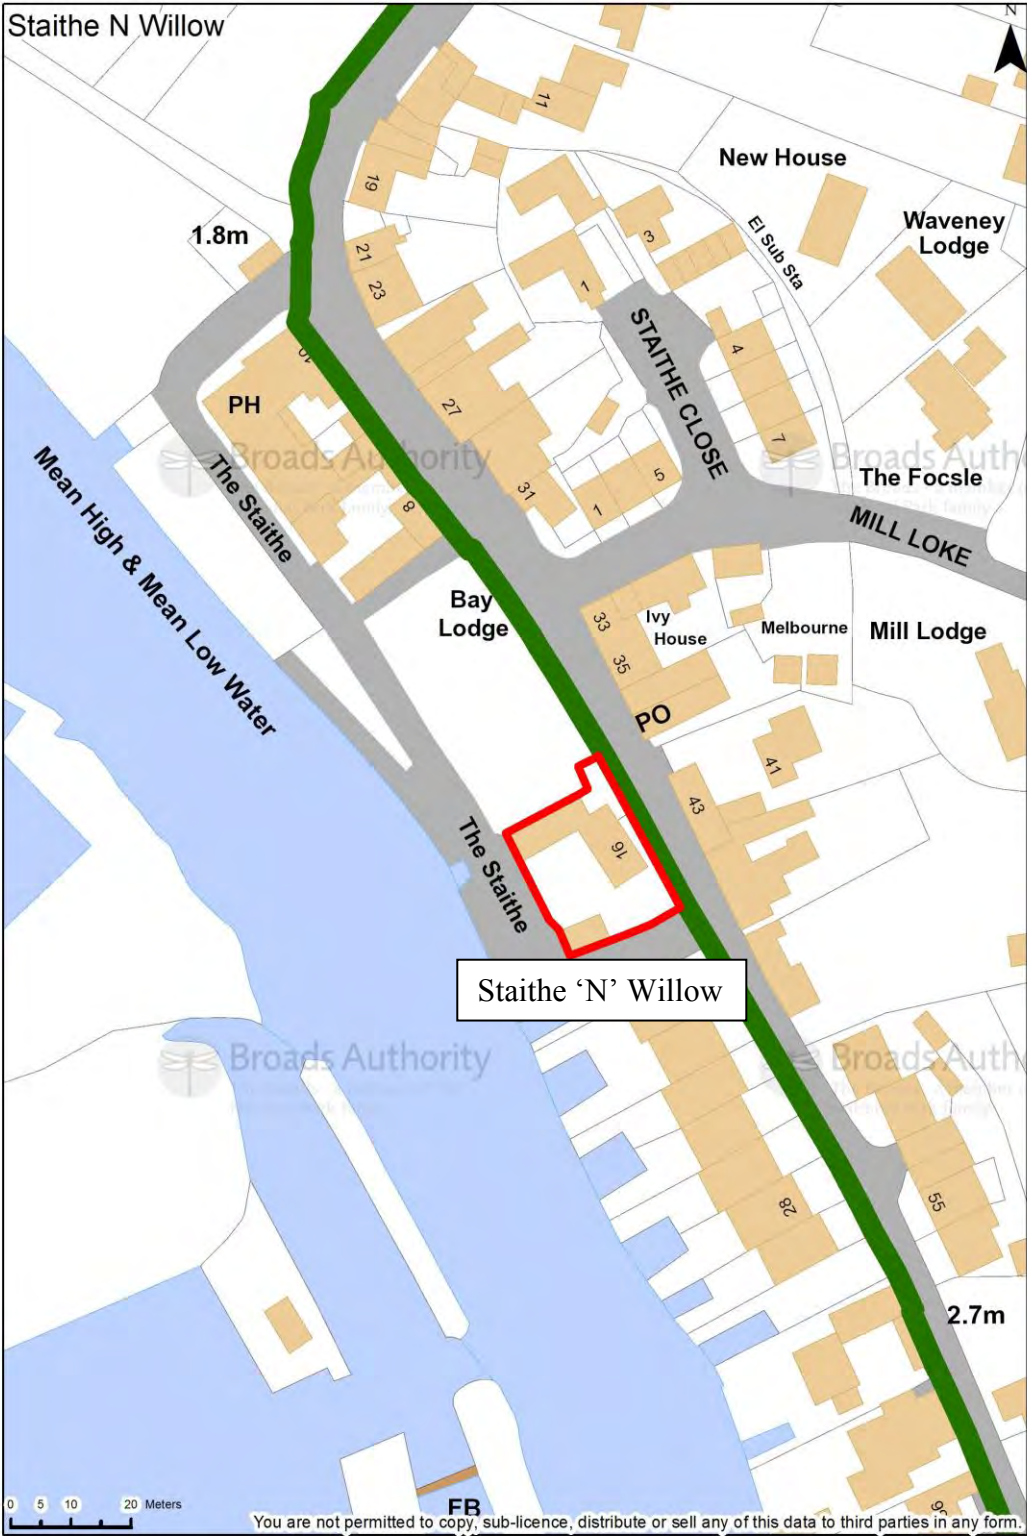 Staithe N Willow
N
11
New House
19
Waveney
Lodge
1.8m
3
El Sub Sta
21
23
1
STAITHE CLOSE
10
4
PH
27
7
Broads Authority
Broads Auth
The Staithe
5
The Focsle
31
1
8
MILL LOKE
Mean High & Mean Low Water
Bay
Lodge
33
Ivy
House
Melbourne
Mill Lodge
35
PO
41
43
The Staithe
16
Staithe ‘N’ Willow
Broads Authority
Broads Auth
55
28
2.7m
0 5 10 20 Meters
FB
You are not permitted to copy, sub-licence, distribute or sell any of this data to third parties in any form.